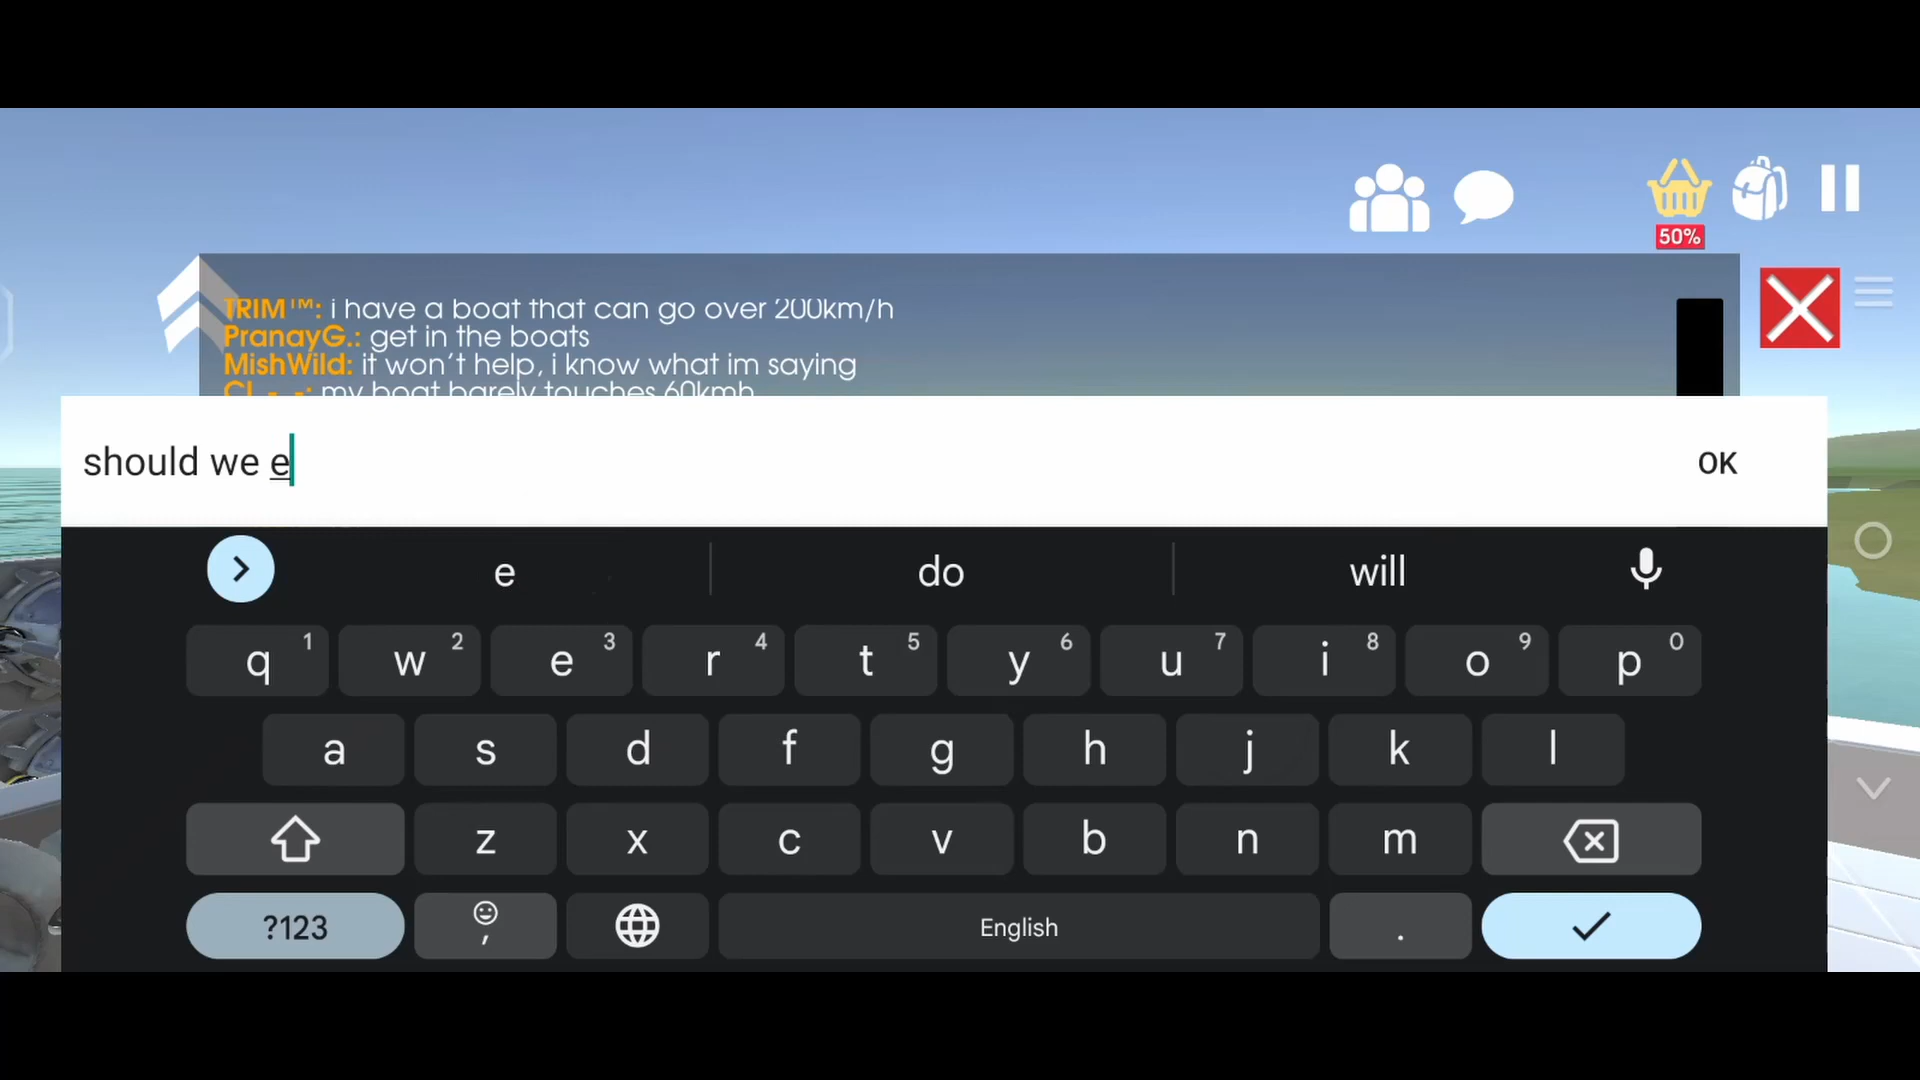 50%
TRIM™: i have a boat that can go over 200km/h
PranayG.: get in the boats
MishWild: it won't help, i know what im saying
CL-_-: my boat barely touches 60kmh
should we e
OK
e do will
q 1 w 2 e 3 r 4 t 5 y 6 u 7 i 8 o 9 p 0
a s d f g h j k l
z x c v b n m
?123 , English .